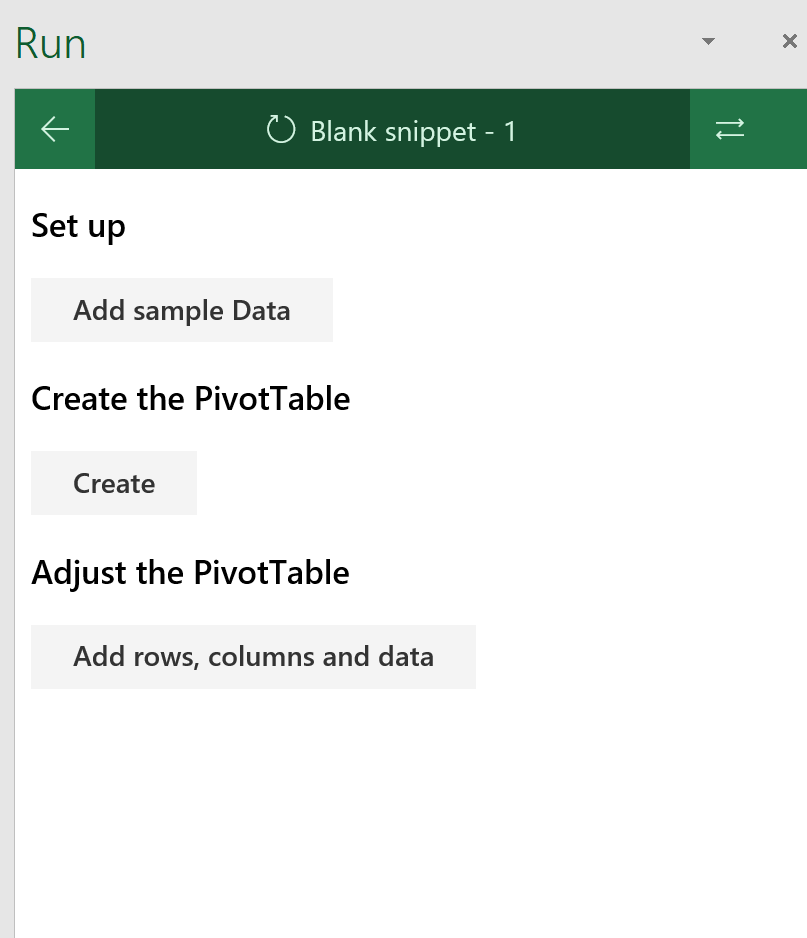 Run
Blank snippet - 1
Set up
Add sample Data
Create the PivotTable
Create
Adjust the PivotTable
Add rows, columns and data